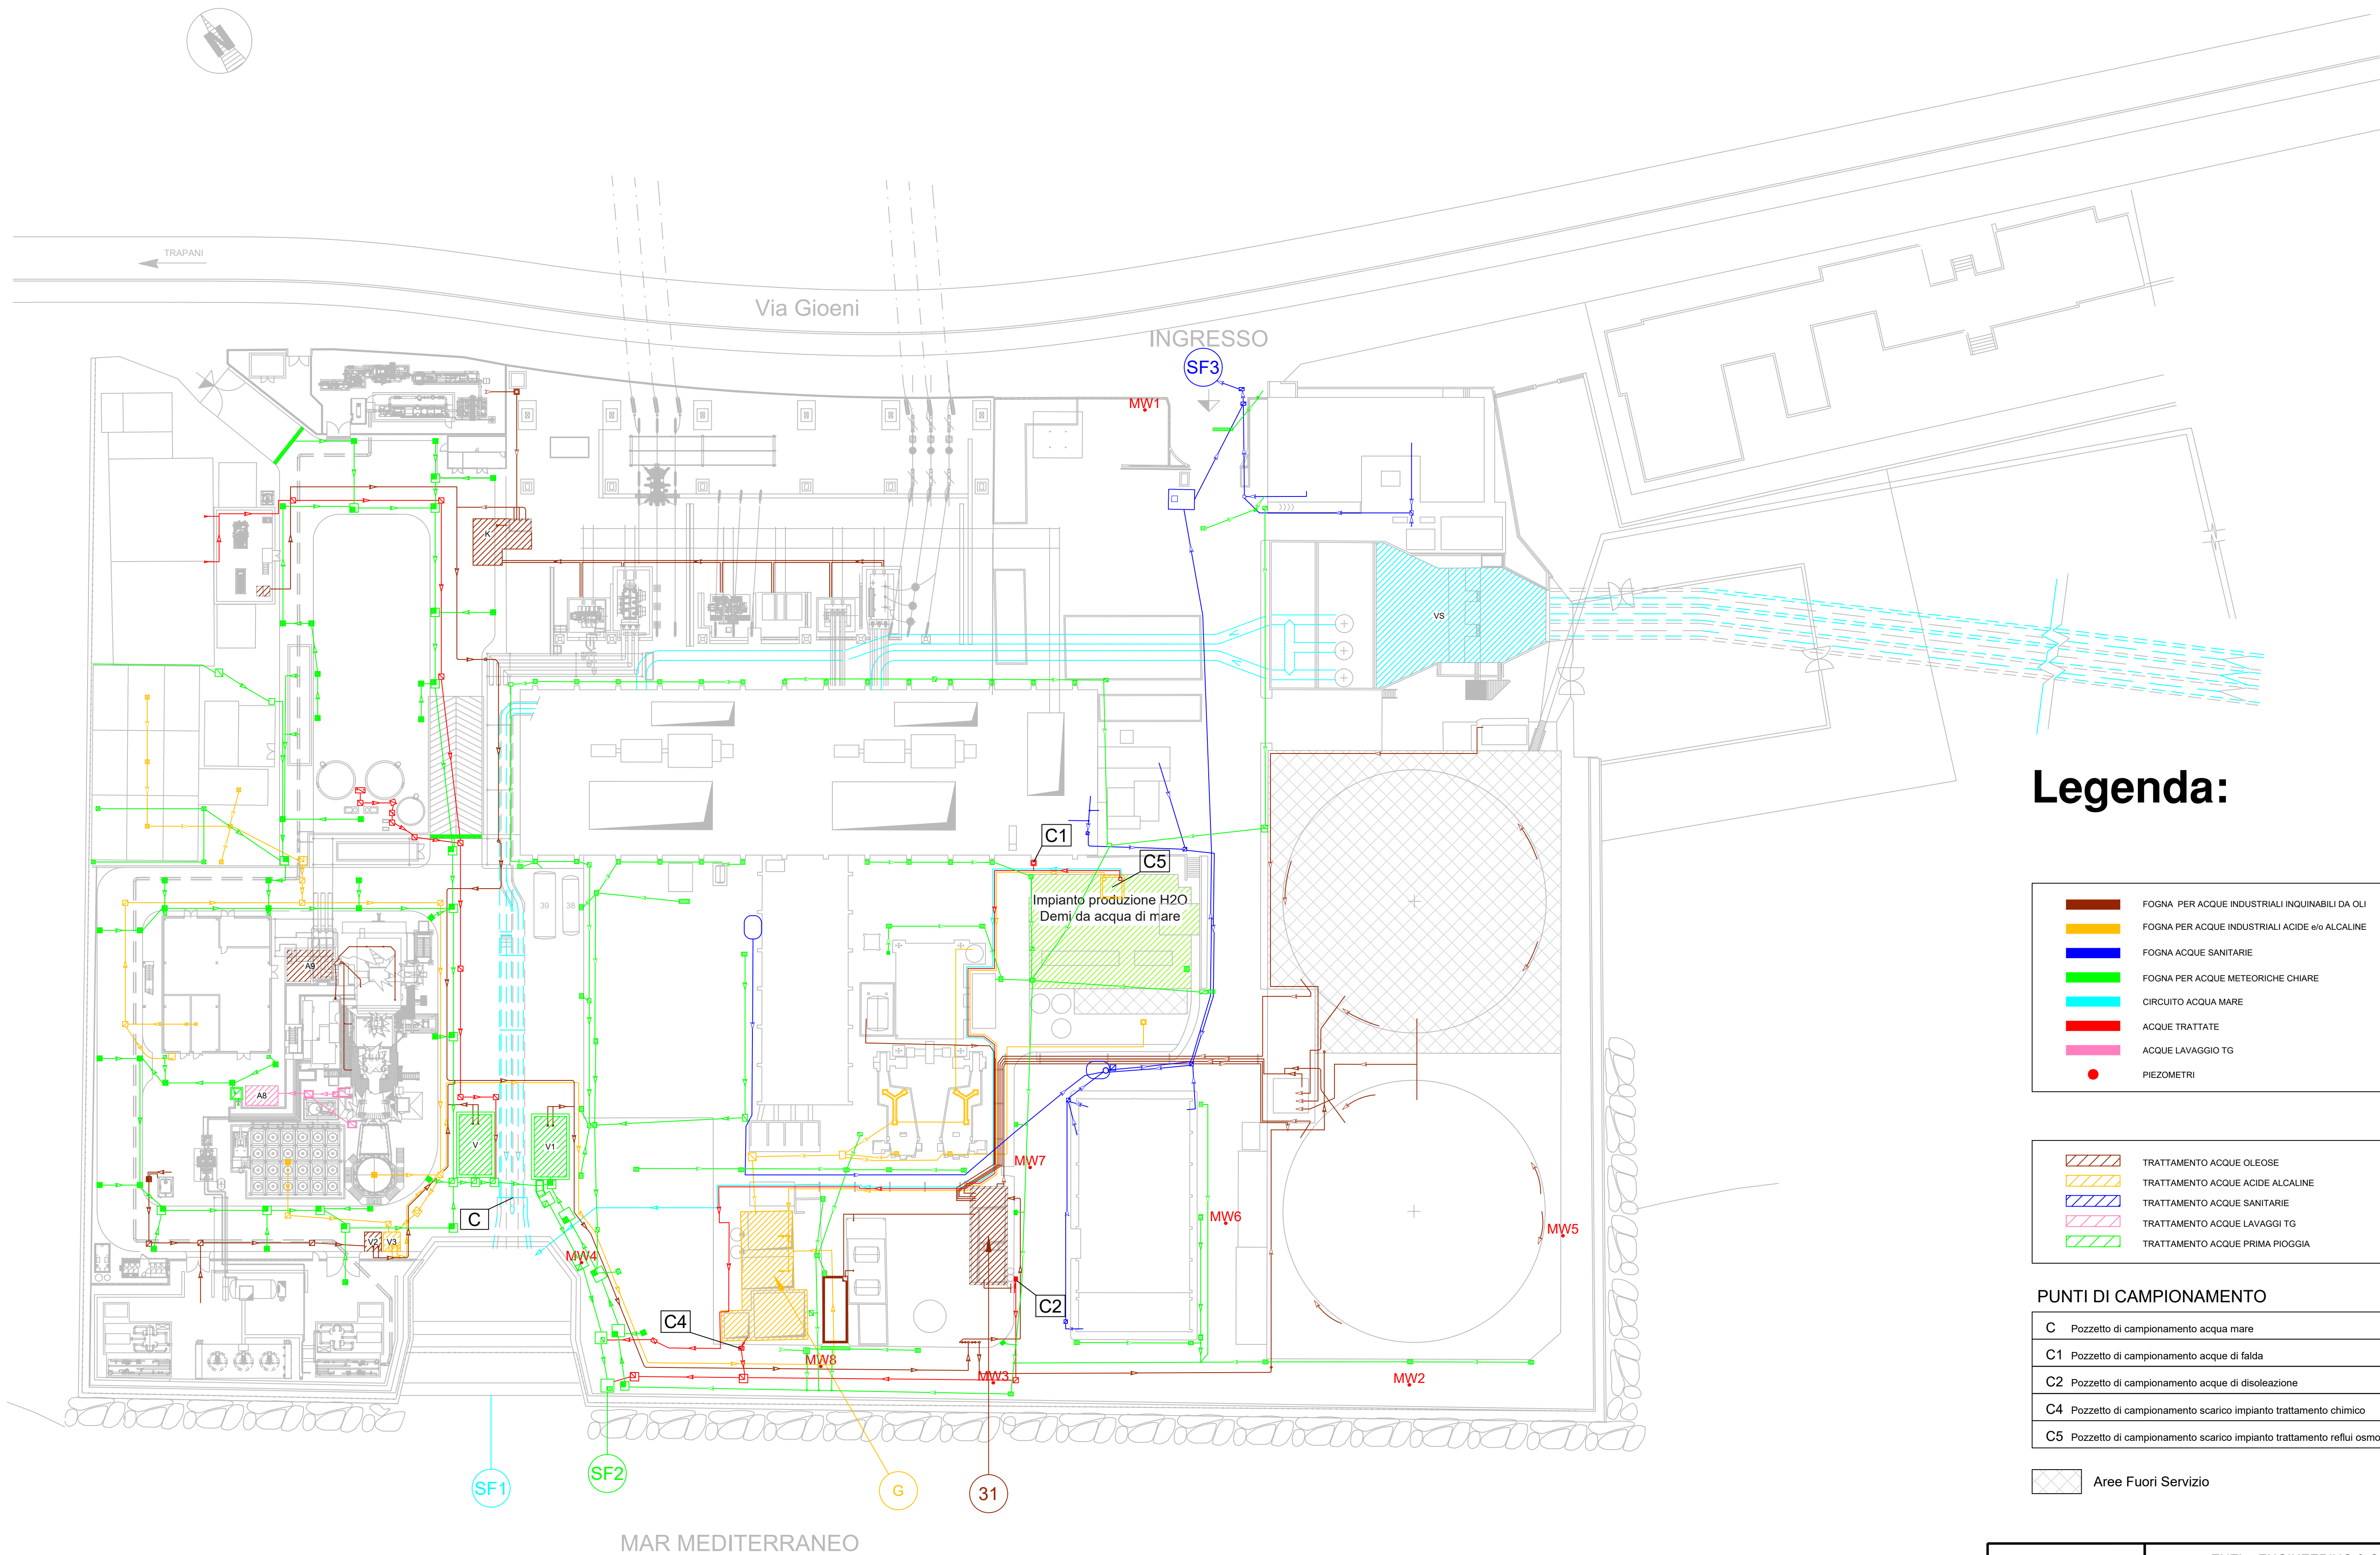 TRAPANI
Via Gioeni
INGRESSO
SF3
MW1
K
VS
C1
C5
Impianto produzione H2O
Demi da acqua di mare
39
38
A9
A8
V
V1
MW7
C
MW6
MW5
V2
V3
MW4
C2
C4
MW8
MW3
MW2
SF1
SF2
G
31
MAR MEDITERRANEO
Legenda:
FOGNA PER ACQUE INDUSTRIALI INQUINABILI DA OLI
FOGNA PER ACQUE INDUSTRIALI ACIDE e/o ALCALINE
FOGNA ACQUE SANITARIE
FOGNA PER ACQUE METEORICHE CHIARE
CIRCUITO ACQUA MARE
ACQUE TRATTATE
ACQUE LAVAGGIO TG
PIEZOMETRI
TRATTAMENTO ACQUE OLEOSE
TRATTAMENTO ACQUE ACIDE ALCALINE
TRATTAMENTO ACQUE SANITARIE
TRATTAMENTO ACQUE LAVAGGI TG
TRATTAMENTO ACQUE PRIMA PIOGGIA
PUNTI DI CAMPIONAMENTO
C Pozzetto di campionamento acqua mare
C1 Pozzetto di campionamento acque di falda
C2 Pozzetto di campionamento acque di disoleazione
C4 Pozzetto di campionamento scarico impianto trattamento chimico
C5 Pozzetto di campionamento scarico impianto trattamento reflui osmo
Aree Fuori Servizio